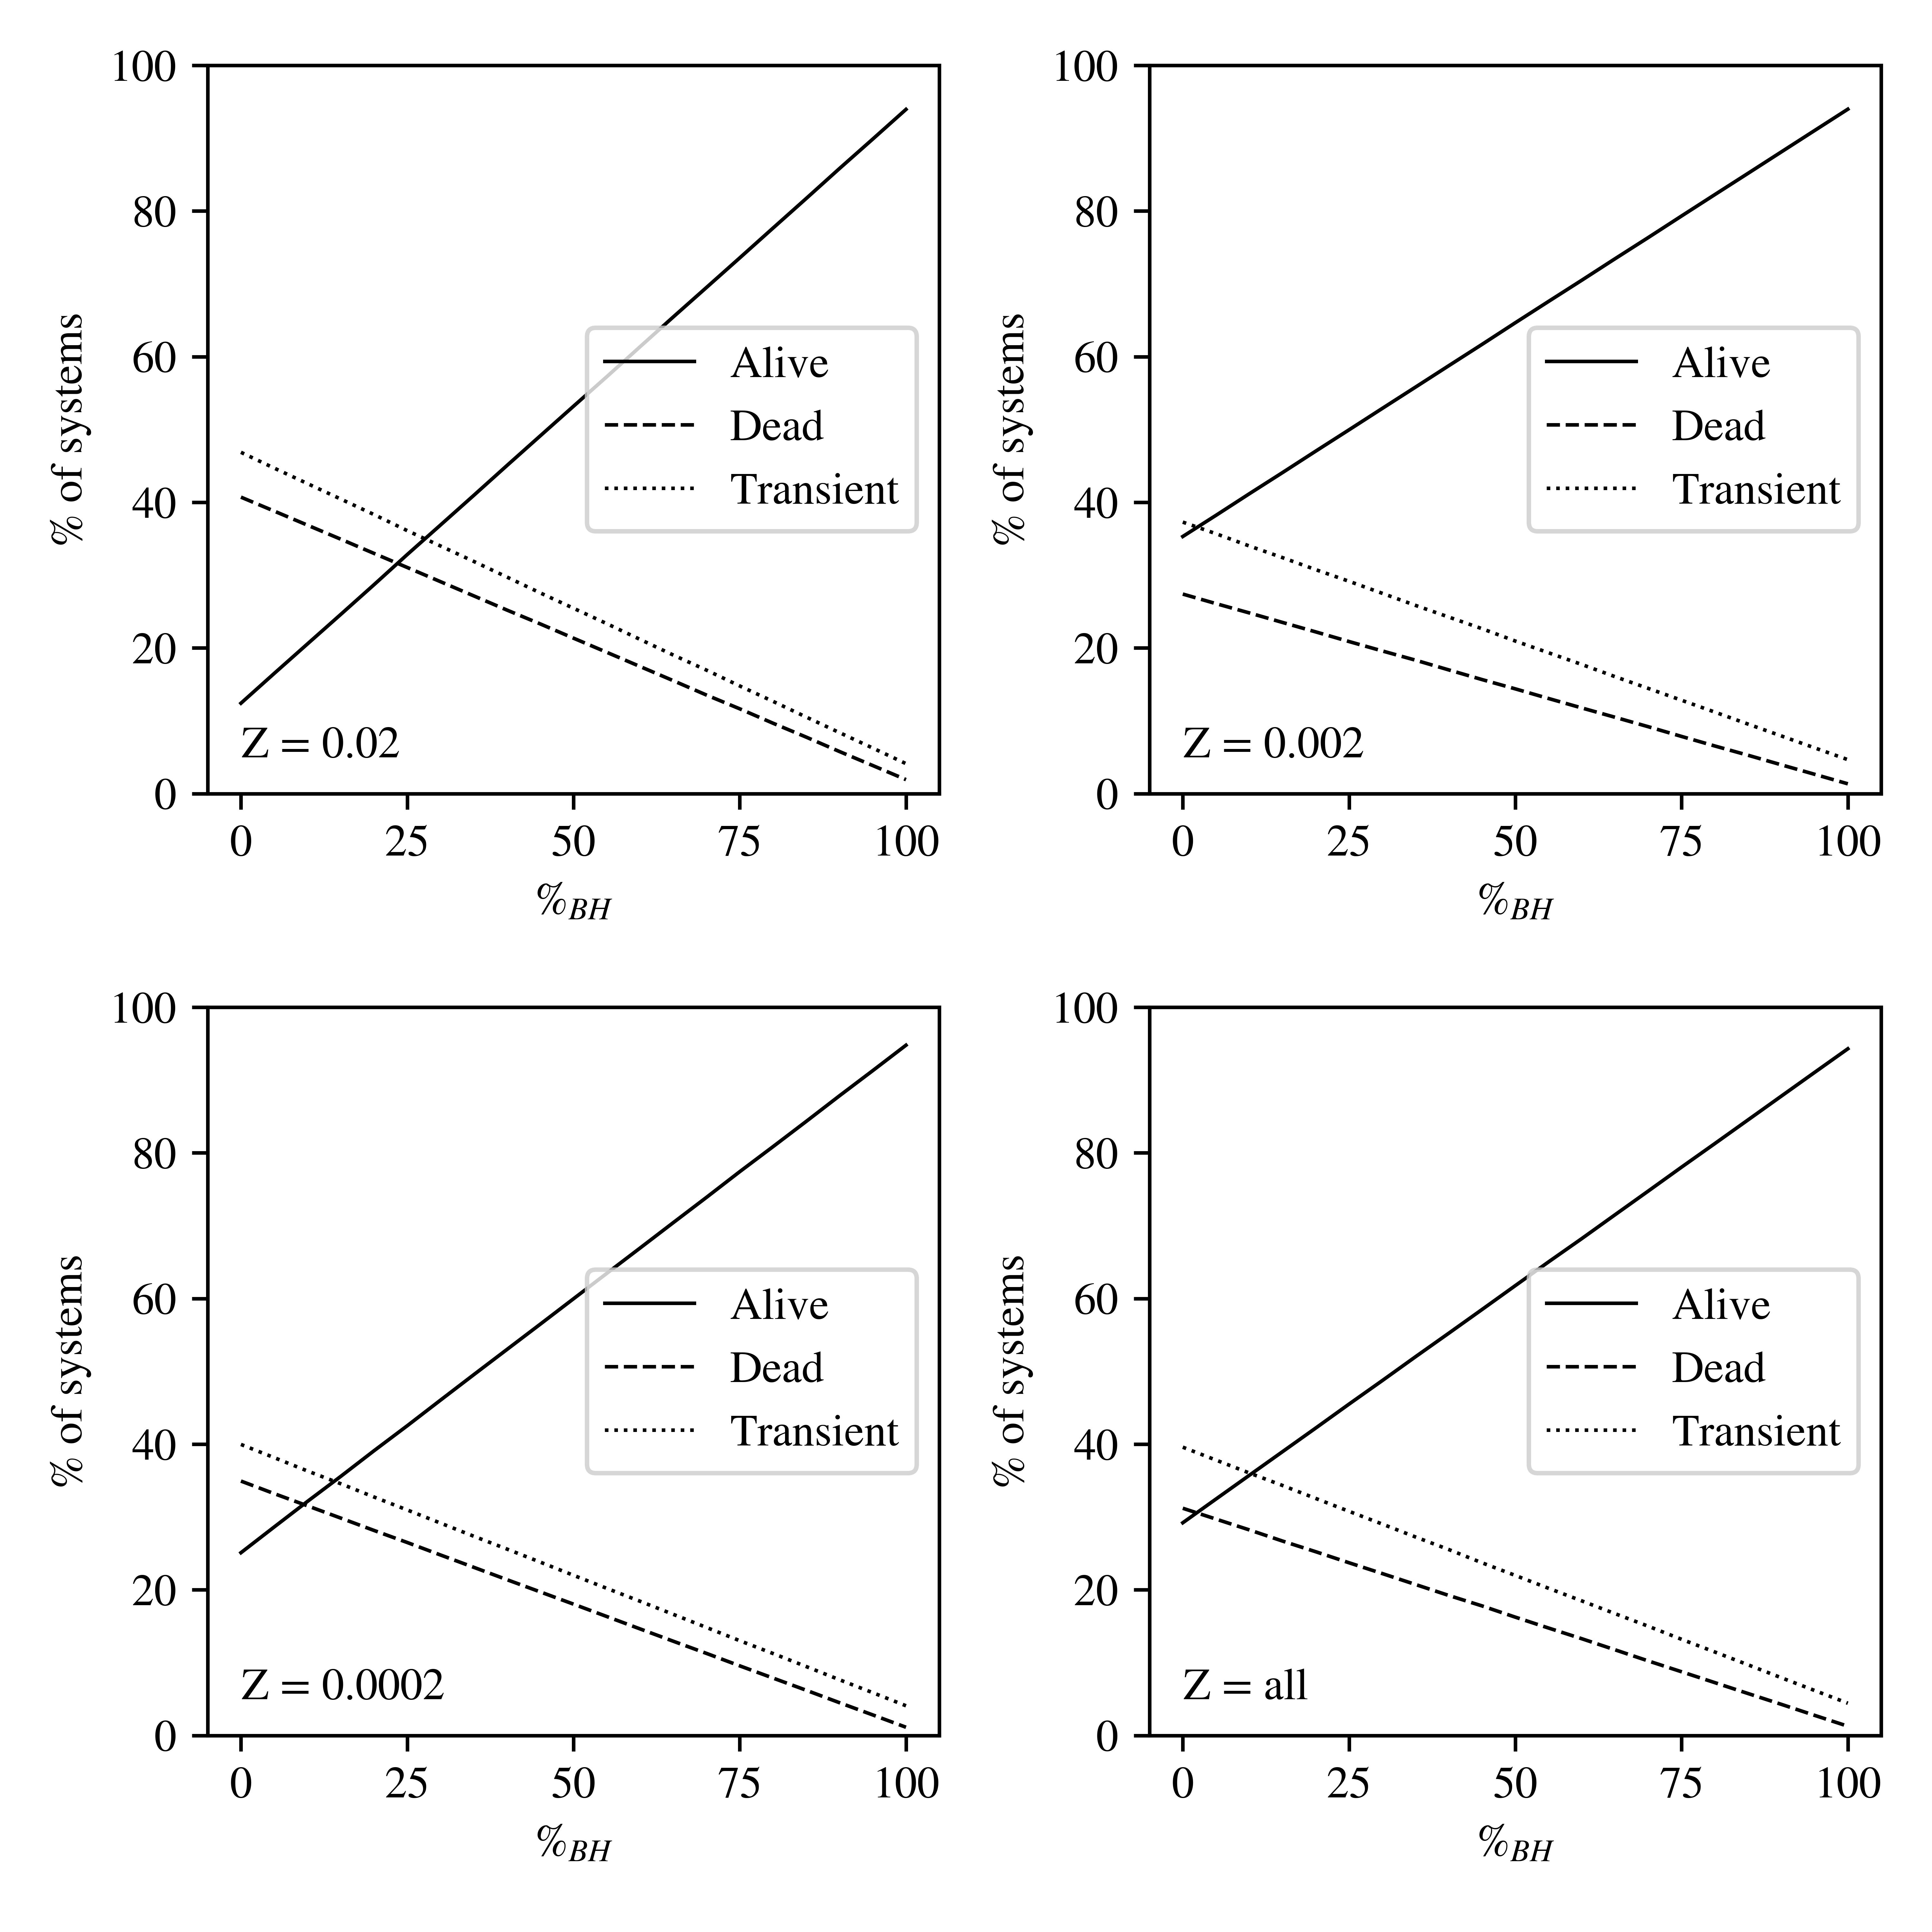 100
80
60
40
20
0
% of systems
Alive
Dead
Transient
Z = 0.02
0 25 50 75 100
%BH
100
80
60
40
20
0
% of systems
Alive
Dead
Transient
Z = 0.002
0 25 50 75 100
%BH
100
80
60
40
20
0
% of systems
Alive
Dead
Transient
Z = 0.0002
0 25 50 75 100
%BH
100
80
60
40
20
0
% of systems
Alive
Dead
Transient
Z = all
0 25 50 75 100
%BH